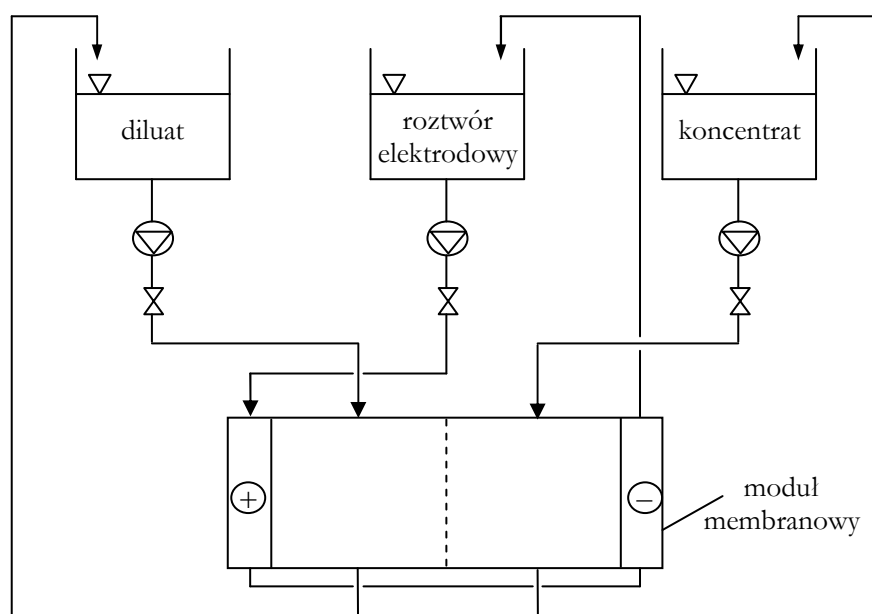 diluat
roztwór
elektrodowy
koncentrat
+
−
moduł
membranowy